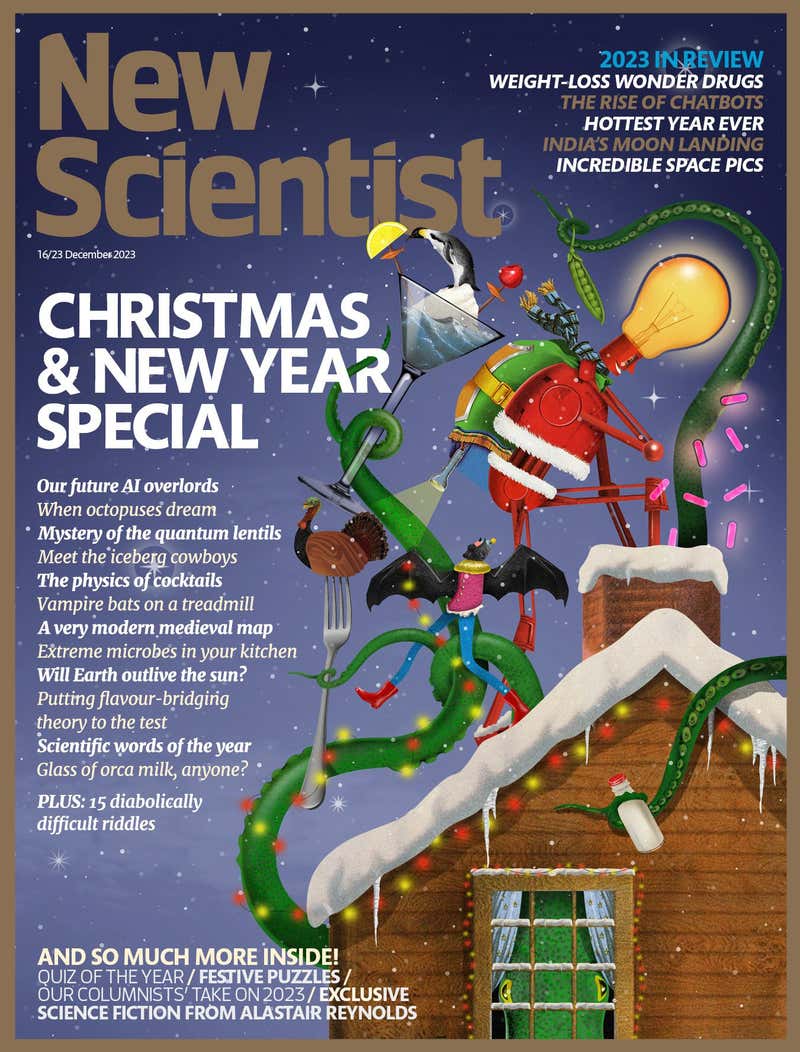 New
Scientist
16/23 December 2023
2023 IN REVIEW
WEIGHT-LOSS WONDER DRUGS
THE RISE OF CHATBOTS
HOTTEST YEAR EVER
INDIA'S MOON LANDING
INCREDIBLE SPACE PICS
CHRISTMAS
& NEW YEAR
SPECIAL
Our future AI overlords
When octopuses dream
Mystery of the quantum lentils
Meet the iceberg cowboys
The physics of cocktails
Vampire bats on a treadmill
A very modern medieval map
Extreme microbes in your kitchen
Will Earth outlive the sun?
Putting flavour-bridging
theory to the test
Scientific words of the year
Glass of orca milk, anyone?
PLUS: 15 diabolically
difficult riddles
AND SO MUCH MORE INSIDE!
QUIZ OF THE YEAR / FESTIVE PUZZLES /
OUR COLUMNISTS' TAKE ON 2023 / EXCLUSIVE
SCIENCE FICTION FROM ALASTAIR REYNOLDS